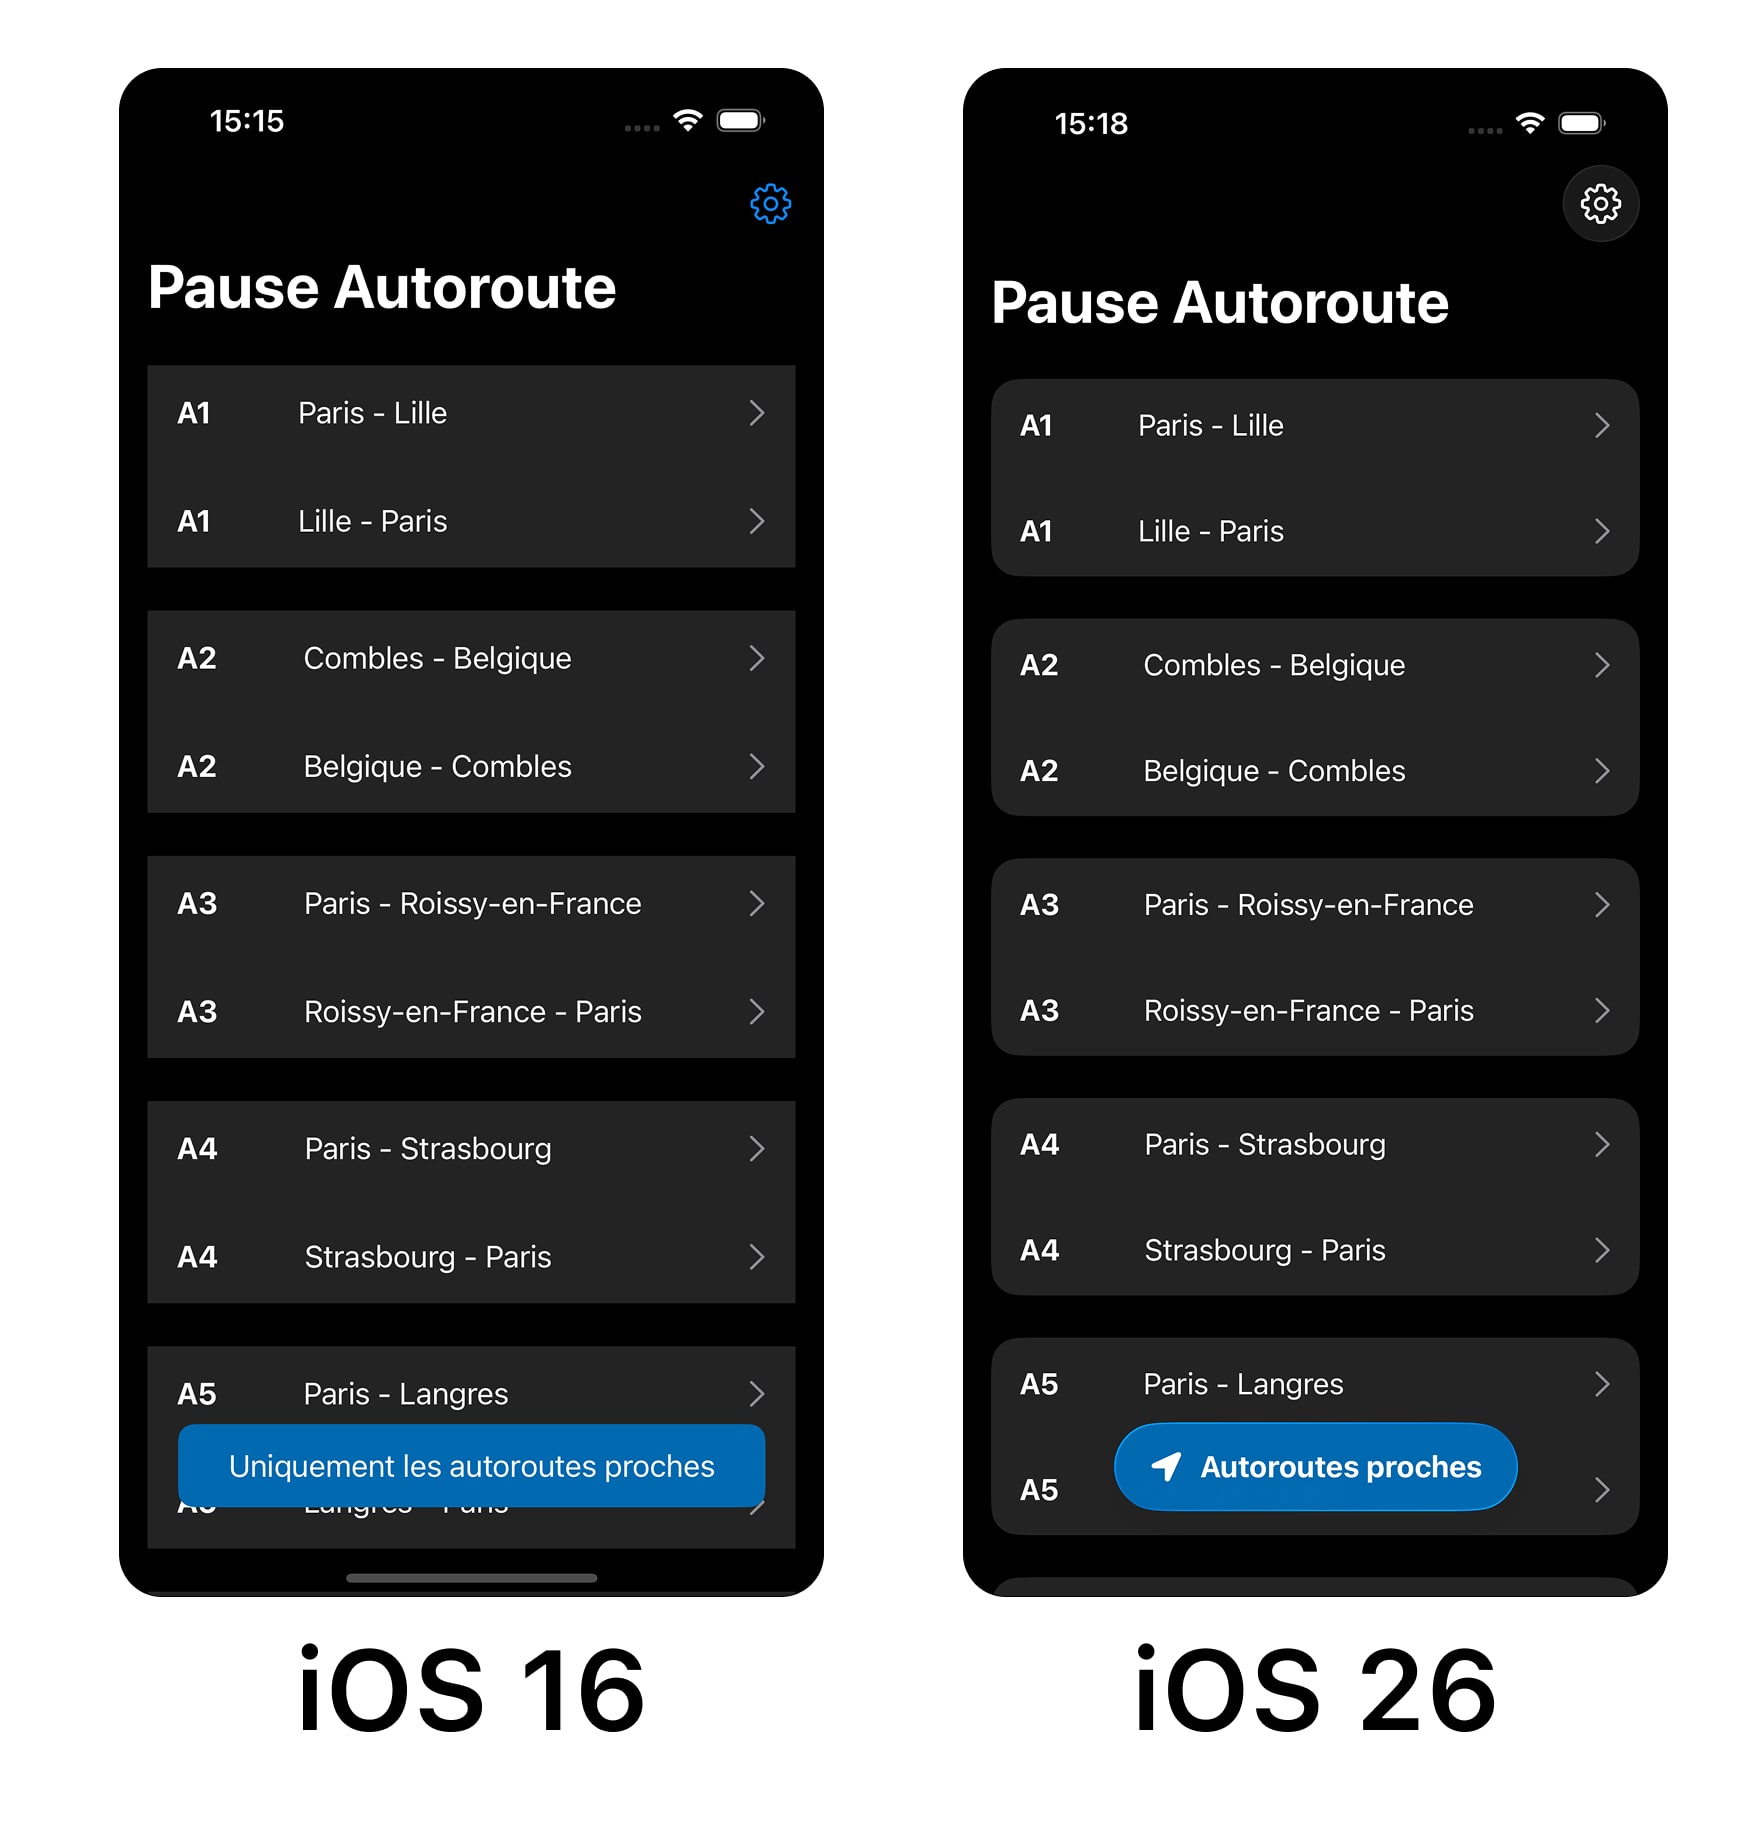 15:15
Pause Autoroute
A1 Paris - Lille
A1 Lille - Paris
A2 Combles - Belgique
A2 Belgique - Combles
A3 Paris - Roissy-en-France
A3 Roissy-en-France - Paris
A4 Paris - Strasbourg
A4 Strasbourg - Paris
A5 Paris - Langres
Uniquement les autoroutes proches
A5 Langres - Paris
iOS 16
15:18
Pause Autoroute
A1 Paris - Lille
A1 Lille - Paris
A2 Combles - Belgique
A2 Belgique - Combles
A3 Paris - Roissy-en-France
A3 Roissy-en-France - Paris
A4 Paris - Strasbourg
A4 Strasbourg - Paris
A5 Paris - Langres
Autoroutes proches
A5
iOS 26